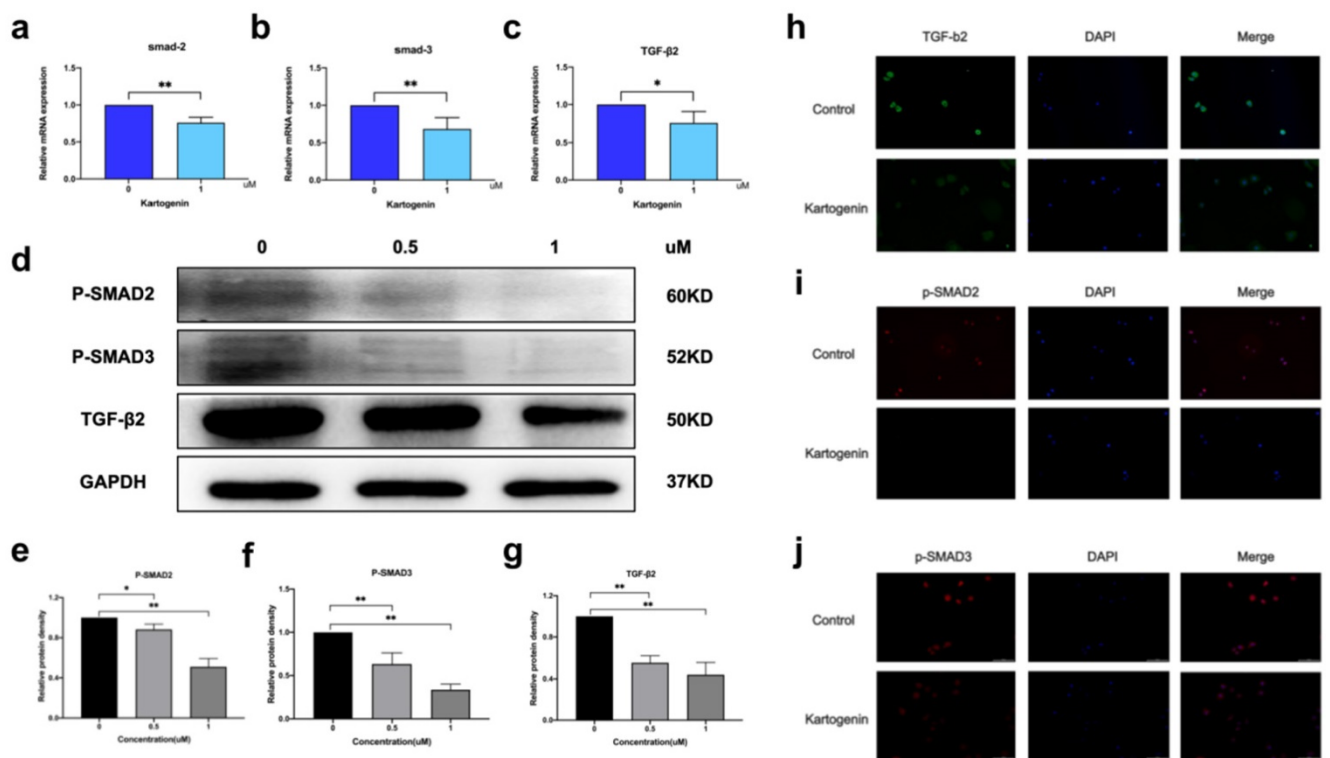 a
smad-2
Relative mRNA expression
1.5
1.0
0.5
0.0
**
0
1
uM
Kartogenin
b
smad-3
Relative mRNA expression
1.5
1.0
0.5
0.0
**
0
1
uM
Kartogenin
c
TGF-β2
Relative mRNA expression
1.5
1.0
0.5
0.0
*
0
1
uM
Kartogenin
d
0 0.5 1 uM
P-SMAD2 60KD
P-SMAD3 52KD
TGF-β2 50KD
GAPDH 37KD
e
P-SMAD2
Relative protein density
1.2
0.8
0.4
0.0
*
**
0 0.5 1
Concentration(uM)
f
P-SMAD3
Relative protein density
1.5
1.0
0.5
0.0
**
**
0 0.5 1
Concentration(uM)
g
TGF-β2
Relative protein density
1.2
0.8
0.4
0.0
**
**
0 0.5 1
Concentration(uM)
h
TGF-b2 DAPI Merge
Control
Kartogenin
i
p-SMAD2 DAPI Merge
Control
Kartogenin
j
p-SMAD3 DAPI Merge
Control
Kartogenin